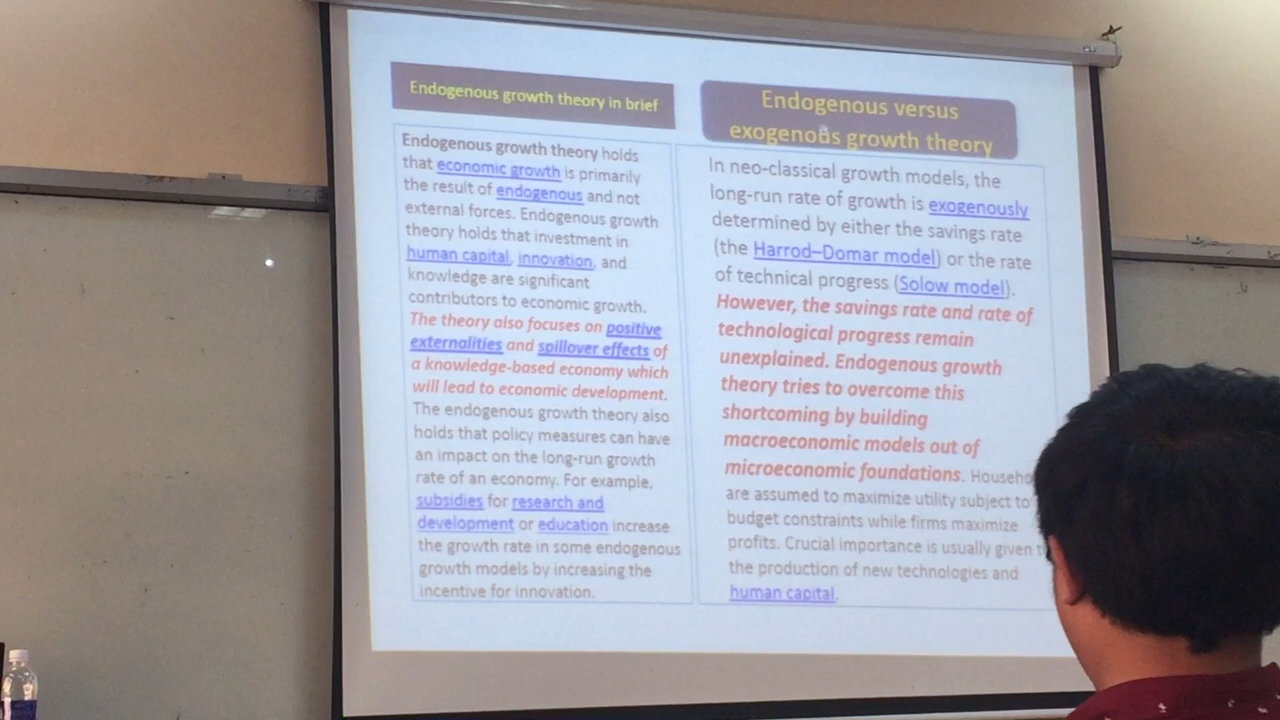 Endogenous growth theory in brief
Endogenous growth theory holds
that economic growth is primarily
the result of endogenous and not
external forces. Endogenous growth
theory holds that investment in
human capital, innovation, and
knowledge are significant
contributors to economic growth.
The theory also focuses on positive
externalities and spillover effects of
a knowledge-based economy which
will lead to economic development.
The endogenous growth theory also
holds that policy measures can have
an impact on the long-run growth
rate of an economy. For example,
subsidies for research and
development or education increase
the growth rate in some endogenous
growth models by increasing the
incentive for innovation.
Endogenous versus
exogenous growth theory
In neo-classical growth models, the
long-run rate of growth is exogenously
determined by either the savings rate
(the Harrod–Domar model) or the rate
of technical progress (Solow model).
However, the savings rate and rate of
technological progress remain
unexplained. Endogenous growth
theory tries to overcome this
shortcoming by building
macroeconomic models out of
microeconomic foundations.
are assumed to maximize utility subject to
budget constraints while firms maximize
profits. Crucial importance is usually given
the production of new technologies and
human capital.